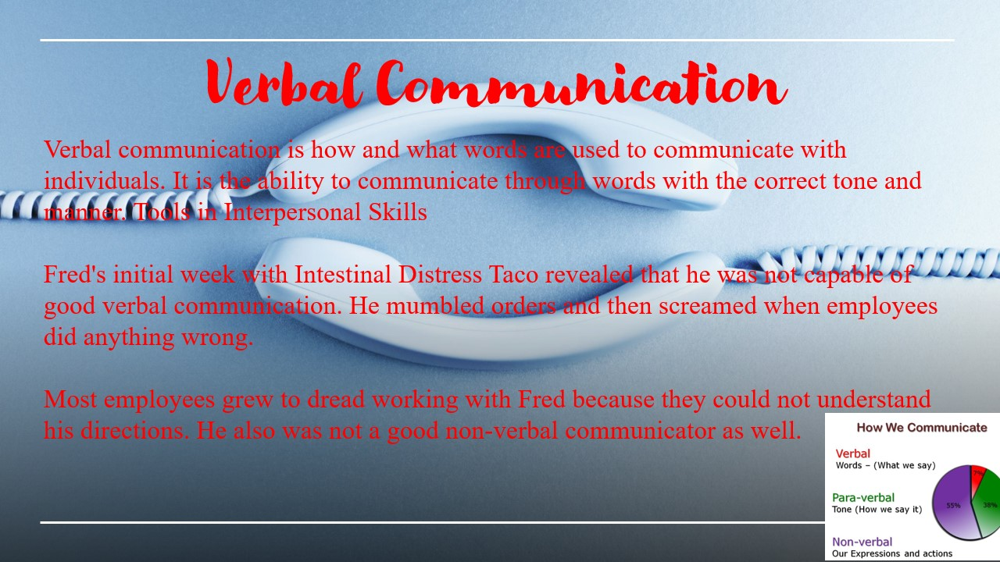 Verbal Communication
Verbal communication is how and what words are used to communicate with
individuals. It is the ability to communicate through words with the correct tone and
manner. Tools in Interpersonal Skills
Fred's initial week with Intestinal Distress Taco revealed that he was not capable of
good verbal communication. He mumbled orders and then screamed when employees
did anything wrong.
Most employees grew to dread working with Fred because they could not understand
his directions. He also was not a good non-verbal communicator as well.
How We Communicate
Verbal
Words – (What we say)
7%
Para-verbal
Tone (How we say it)
55%
38%
Non-verbal
Our Expressions and actions